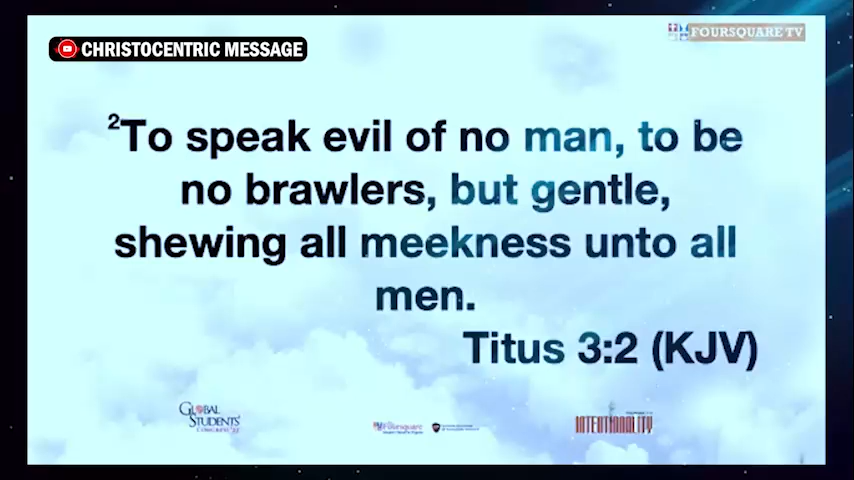 CHRISTOCENTRIC MESSAGE
FOURSQUARE TV
2To speak evil of no man, to be
no brawlers, but gentle,
shewing all meekness unto all
men.
Titus 3:2 (KJV)
GLOBAL
STUDENTS'
Foursquare
INTENTIONALITY